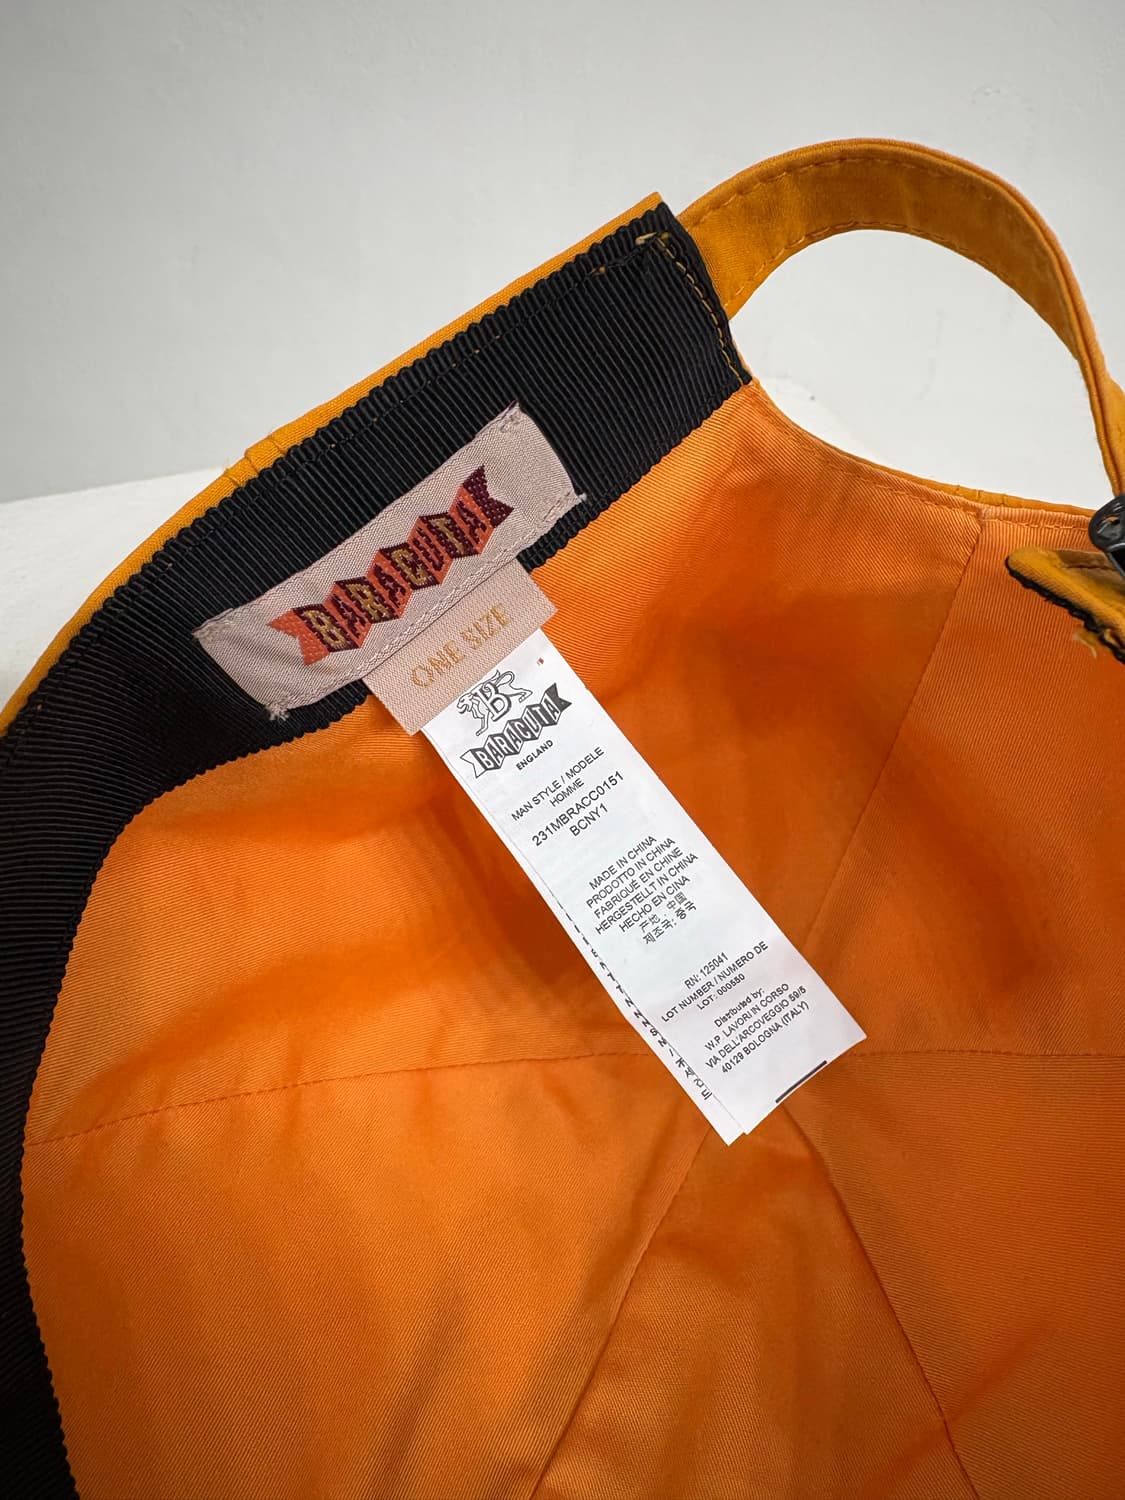 BARACUTA
ONE SIZE
B
BARACUTA
ENGLAND
MAN STYLE / MODELE
HOMME
231MBRACC0151
BCNY1
MADE IN CHINA
PRODOTTO IN CHINA
FABRIQUÉ EN CHINE
HERGESTELLT IN CHINA
HECHO EN CINA
产地：中国
제조국: 중국
RN: 125041
LOT NUMBER / NUMERO DE
LOT: 000550
Distributed by:
W.P. LAVORI IN CORSO
VIA DELL'ARCOVEGGIO 59/5
40129 BOLOGNA (ITALY)